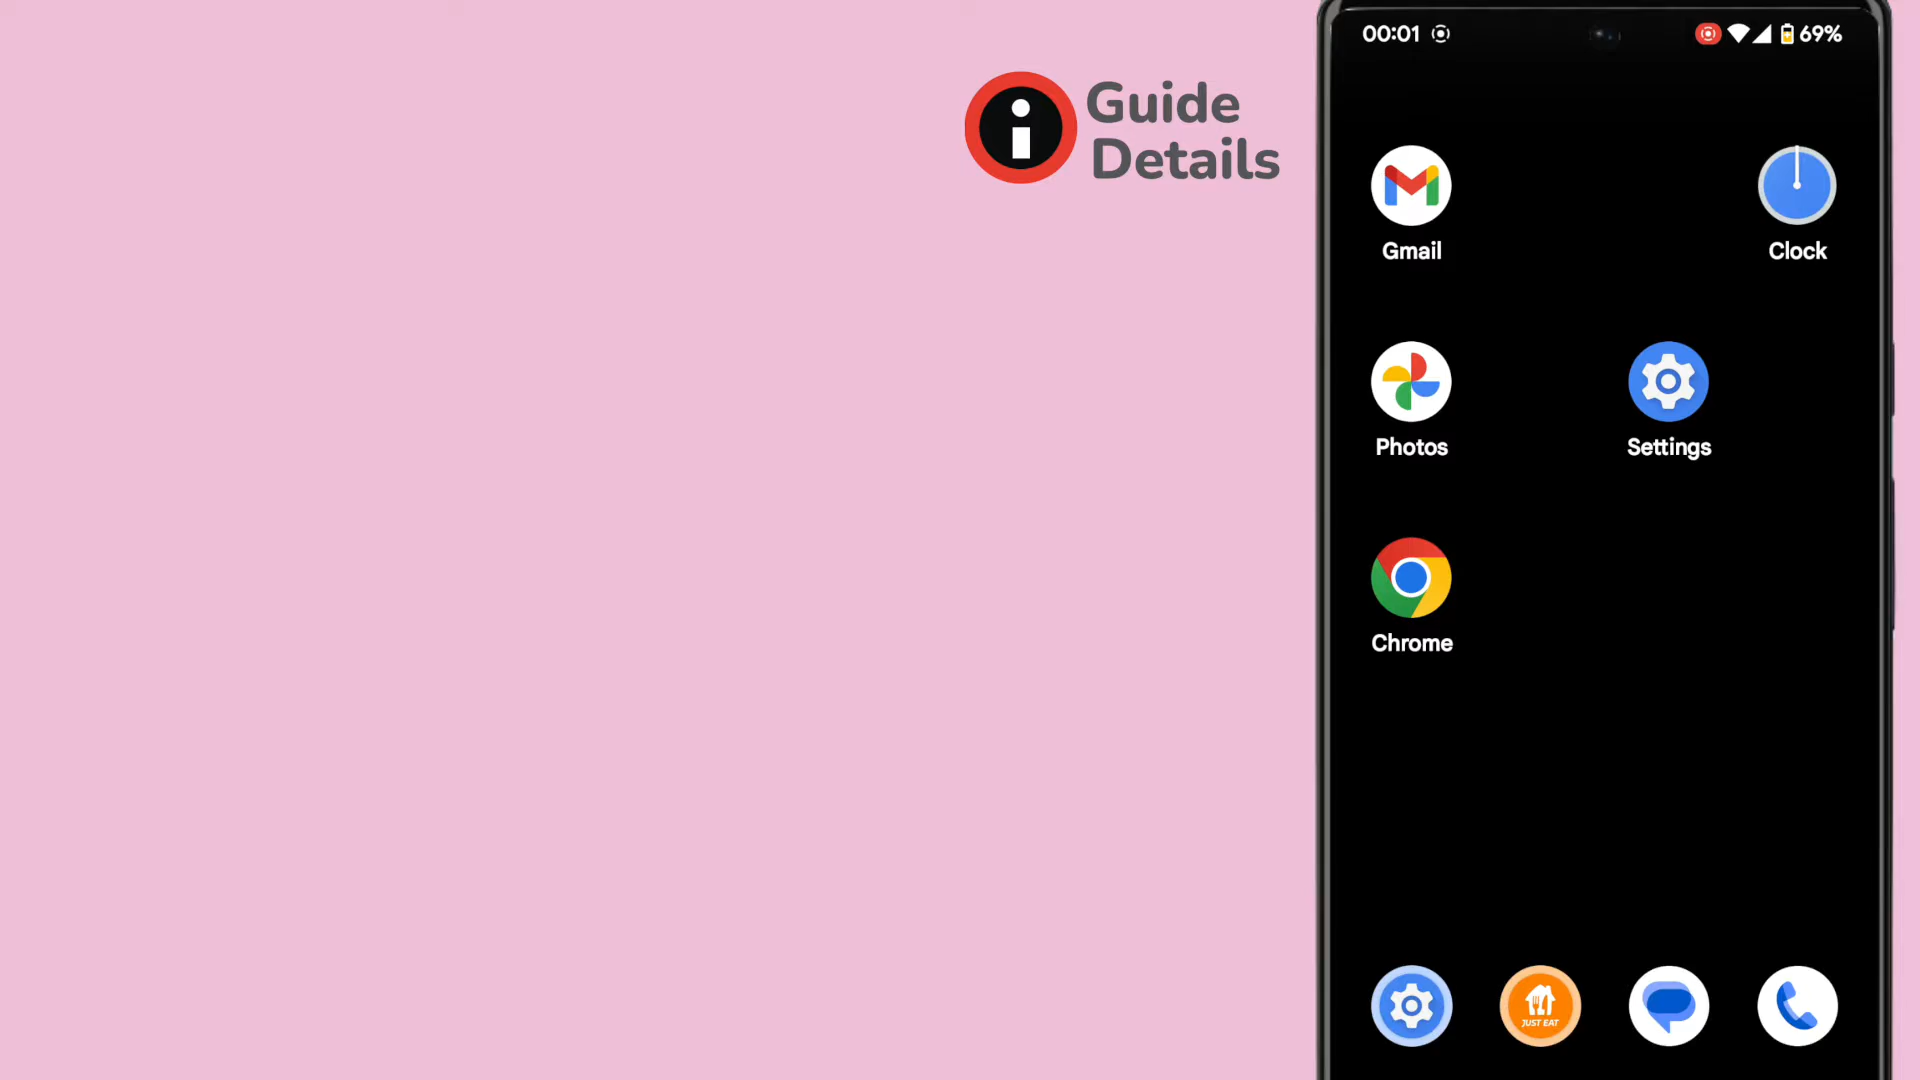 Guide
Details
00:01 69%
Gmail
Clock
Photos
Settings
Chrome
JUST EAT